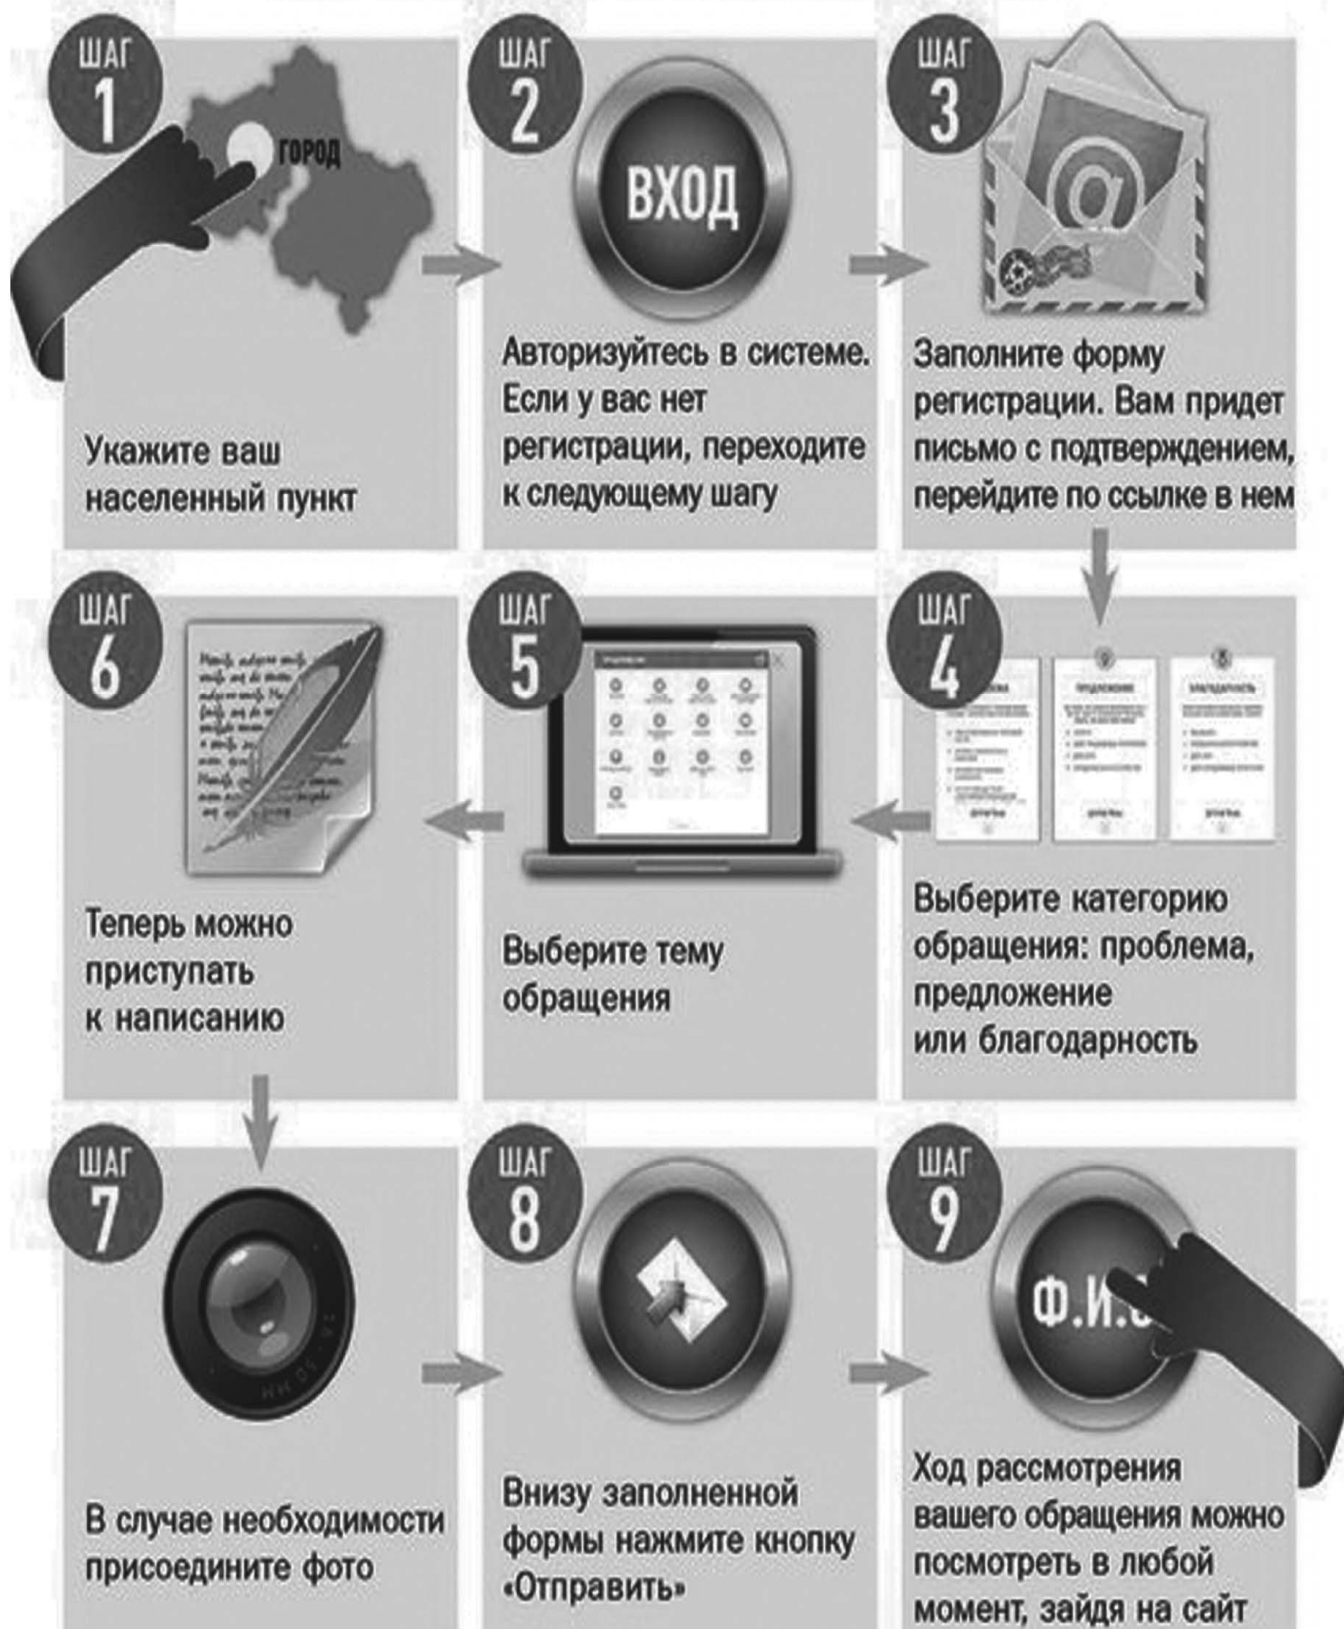 ШАГ
1
ГОРОД
Укажите ваш
населенный пункт
ШАГ
2
ВХОД
Авторизуйтесь в системе.
Если у вас нет
регистрации, переходите
к следующему шагу
ШАГ
3
@
Заполните форму
регистрации. Вам придет
письмо с подтверждением,
перейдите по ссылке в нем
ШАГ
4
ПРЕДЛОЖЕНИЕ
БЛАГОДАРНОСТЬ
Выберите категорию
обращения: проблема,
предложение
или благодарность
ШАГ
5
Выберите тему
обращения
ШАГ
6
Теперь можно
приступать
к написанию
ШАГ
7
В случае необходимости
присоедините фото
ШАГ
8
Внизу заполненной
формы нажмите кнопку
«Отправить»
ШАГ
9
Ф.И.О
Ход рассмотрения
вашего обращения можно
посмотреть в любой
момент, зайдя на сайт